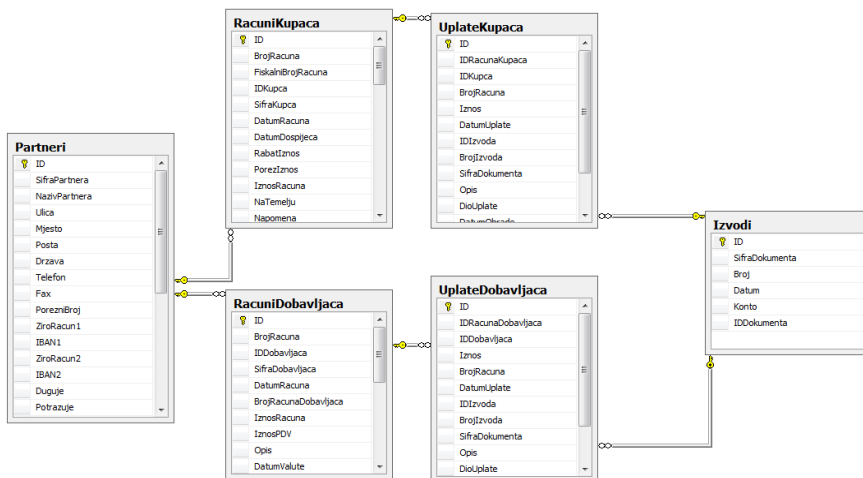 Partneri
ID
SifraPartnera
NazivPartnera
Ulica
Mjesto
Posta
Drzava
Telefon
Fax
PorezniBroj
ZiroRacun1
IBAN1
ZiroRacun2
IBAN2
Duguje
Potrazuje
RacuniKupaca
ID
BrojRacuna
FiskalniBrojRacuna
IDKupca
SifraKupca
DatumRacuna
DatumDospijeca
RabatIznos
PorezIznos
IznosRacuna
NaTemelju
Napomena
RacuniDobavljaca
ID
BrojRacuna
IDDobavljaca
SifraDobavljaca
DatumRacuna
BrojRacunaDobavljaca
IznosRacuna
IznosPDV
Opis
DatumValute
UplateKupaca
ID
IDRacunaKupaca
IDKupca
BrojRacuna
Iznos
DatumUplate
IDIzvoda
BrojIzvoda
SifraDokumenta
Opis
DioUplate
DatumObrade
UplateDobavljaca
ID
IDRacunaDobavljaca
IDDobavljaca
Iznos
BrojRacuna
DatumUplate
IDIzvoda
BrojIzvoda
SifraDokumenta
Opis
DioUplate
Izvodi
ID
SifraDokumenta
Broj
Datum
Konto
IDDokumenta